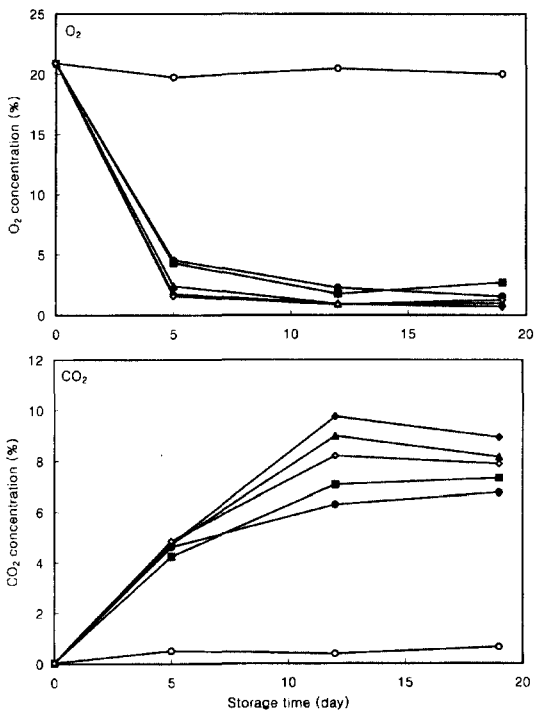 O₂
25
20
15
10
5
0
O₂ concentration (%)
0 5 10 15 20
CO₂
12
10
8
6
4
2
0
CO₂ concentration (%)
0 5 10 15 20
Storage time (day)